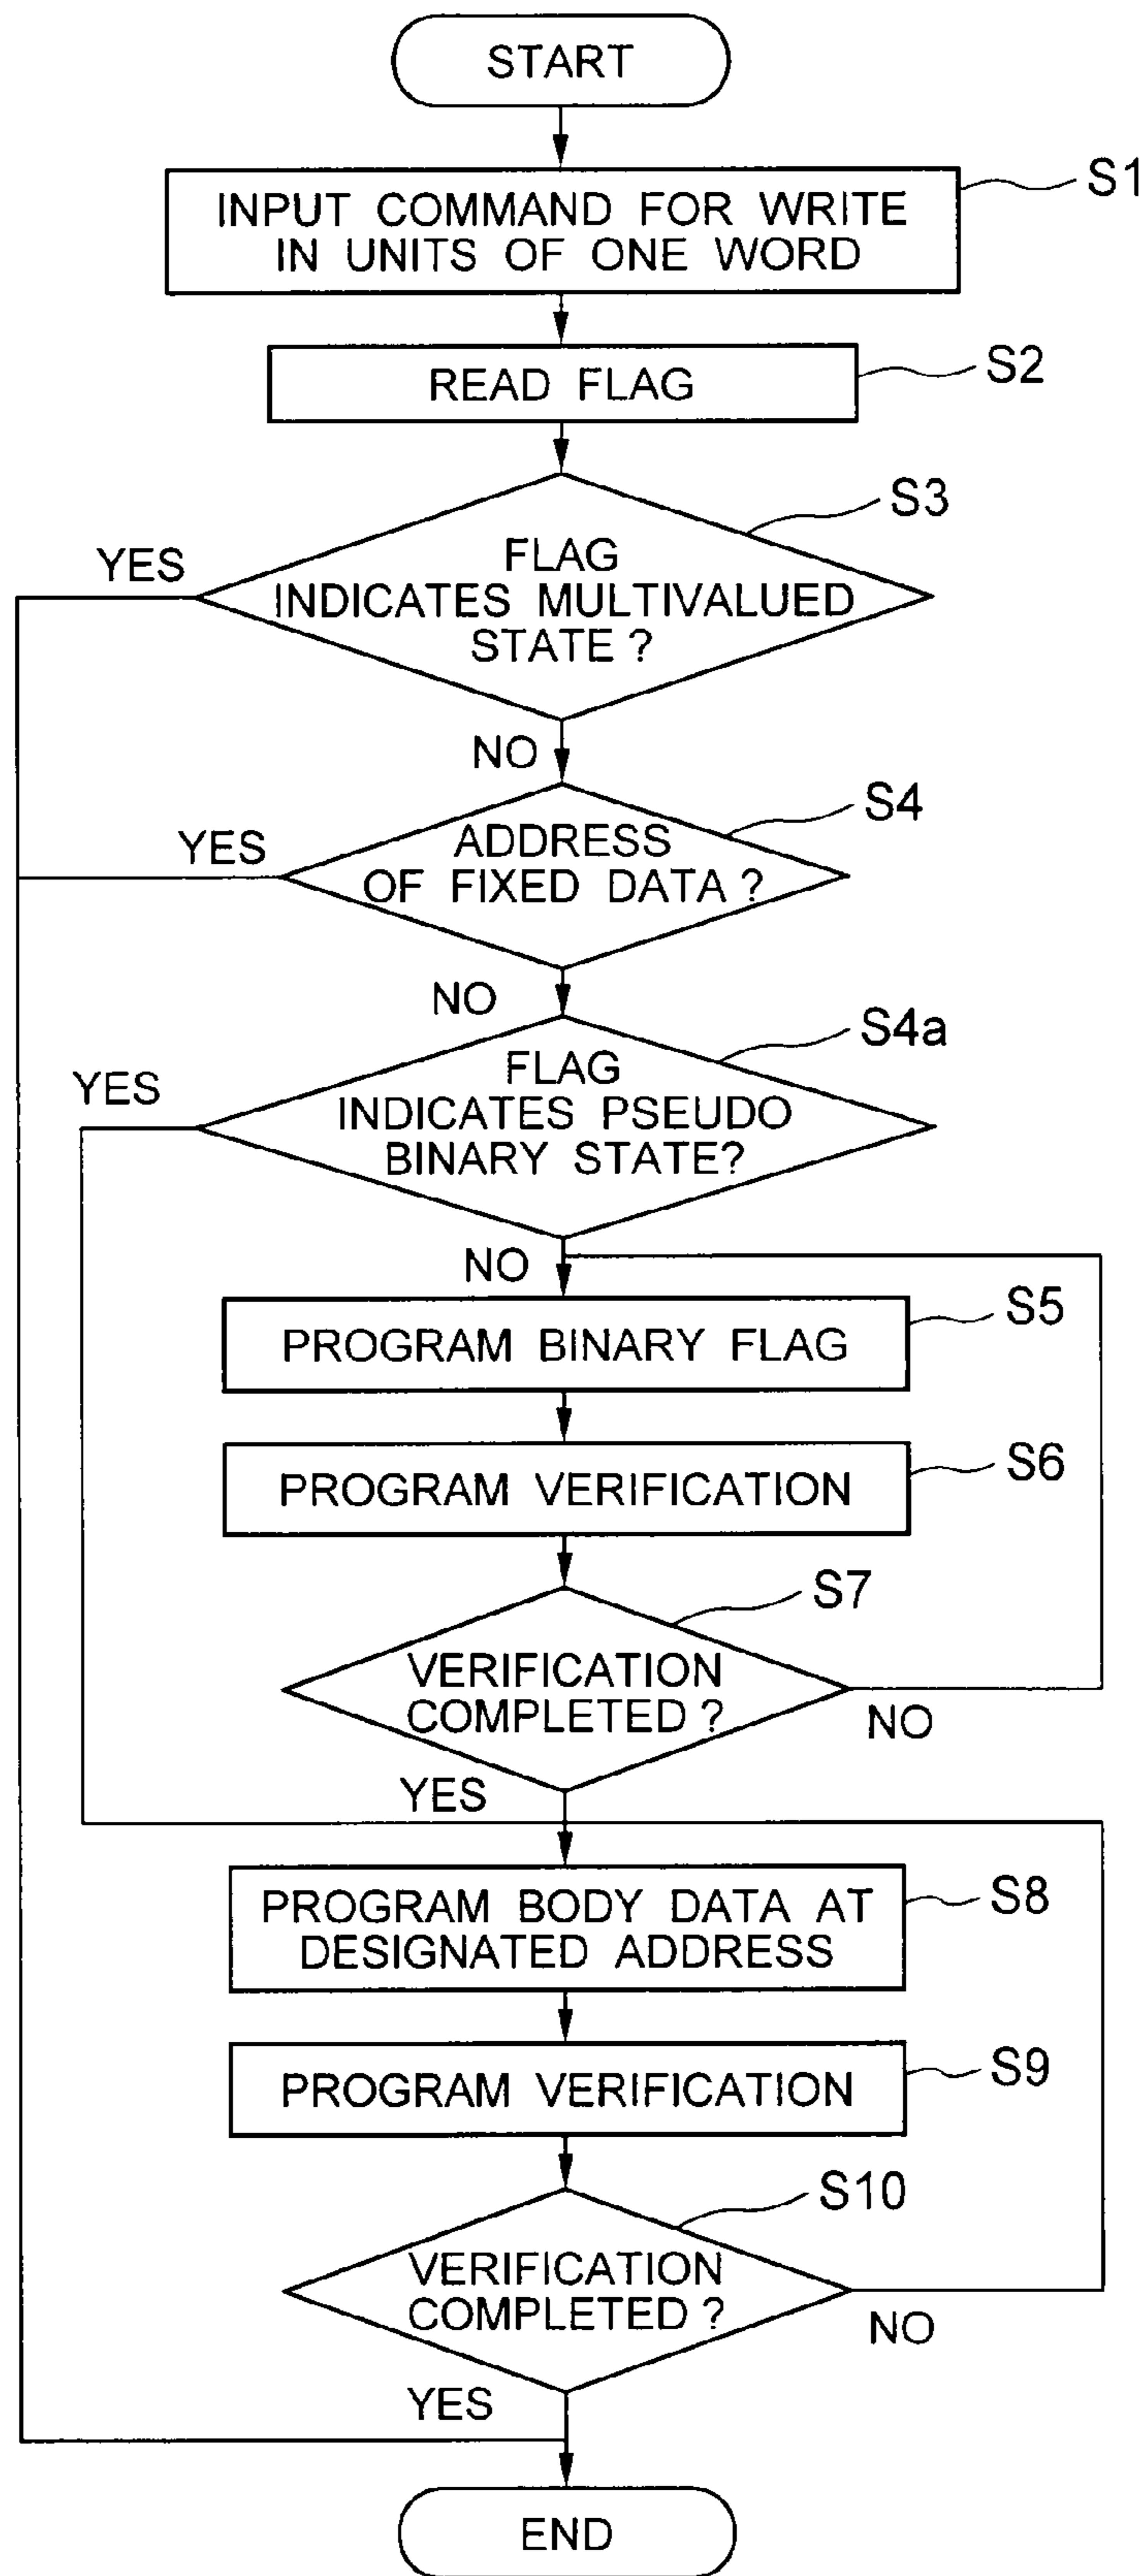 START
INPUT COMMAND FOR WRITE
IN UNITS OF ONE WORD
S1
READ FLAG
S2
FLAG
INDICATES MULTIVALUED
STATE ?
S3
YES
NO
ADDRESS
OF FIXED DATA ?
S4
YES
NO
FLAG
INDICATES PSEUDO
BINARY STATE?
S4a
YES
NO
PROGRAM BINARY FLAG
S5
PROGRAM VERIFICATION
S6
VERIFICATION
COMPLETED ?
S7
NO
YES
PROGRAM BODY DATA AT
DESIGNATED ADDRESS
S8
PROGRAM VERIFICATION
S9
VERIFICATION
COMPLETED ?
S10
NO
YES
END